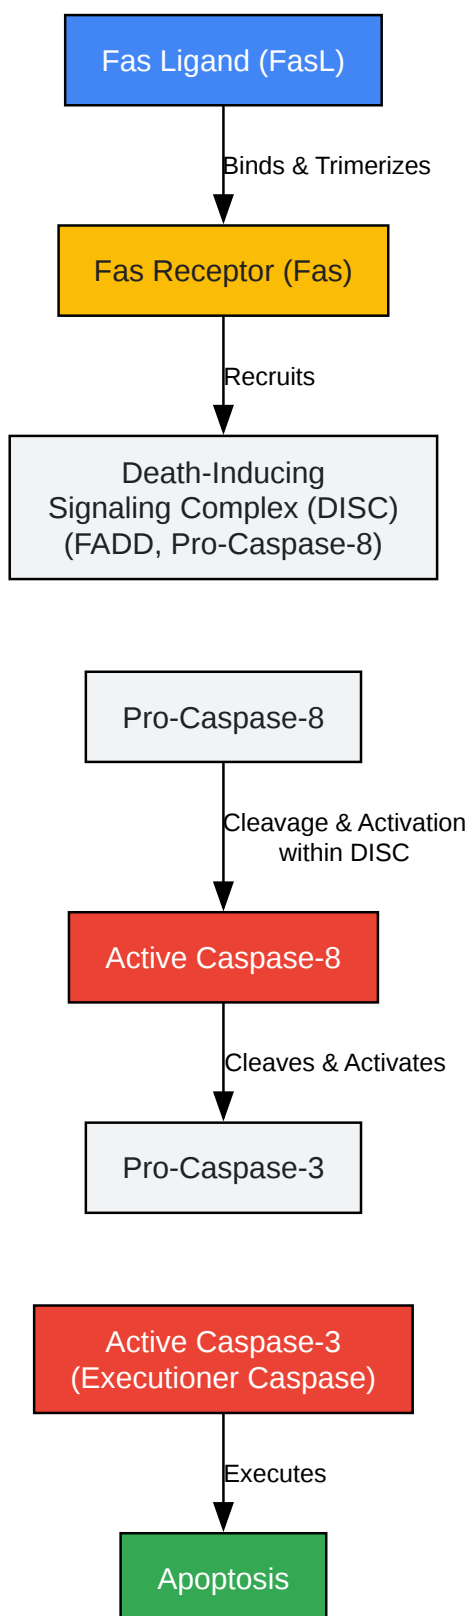 Fas Ligand (FasL)
Binds & Trimerizes
Fas Receptor (Fas)
Recruits
Death-Inducing
Signaling Complex (DISC)
(FADD, Pro-Caspase-8)
Pro-Caspase-8
Cleavage & Activation
within DISC
Active Caspase-8
Cleaves & Activates
Pro-Caspase-3
Active Caspase-3
(Executioner Caspase)
Executes
Apoptosis